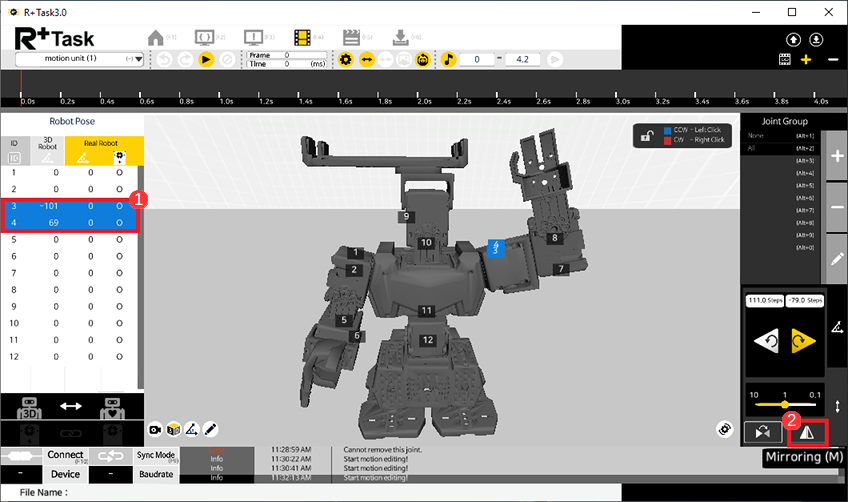 R+Task3.0
R+Task
motion unit (1)
Frame 0
Time 0 (ms)
0 - 4.2
0.0s 0.2s 0.4s 0.6s 0.8s 1.0s 1.2s 1.4s 1.6s 1.8s 2.0s 2.2s 2.4s 2.6s 2.8s 3.0s 3.2s 3.4s 3.6s 3.8s 4.0s
Robot Pose
ID 3D Robot Real Robot
ID
1 0 0 O
2 0 0 O
3 -101 0 O
4 69 0 O
5 0 0 O
6 0 0 O
7 0 0 O
8 0 0 O
9 0 0 O
10 0 0 O
11 0 0 O
12 0 0 O
1
3D
CCW - Left Click
CW - Right Click
9
10
1
2
5
6
11
12
4
3
8
7
Joint Group
None (Alt+1)
All (Alt+2)
(Alt+3)
(Alt+4)
(Alt+5)
(Alt+6)
(Alt+7)
(Alt+8)
(Alt+9)
(Alt+0)
111.0 Steps -79.0 Steps
10 1 0.1
2
Mirroring (M)
Connect
(F10)
Sync Mode
- Device - Baudrate
11:28:59 AM Cannot remove this joint.
Info 11:30:22 AM Start motion editing!
Info 11:30:41 AM Start motion editing!
Info 11:32:13 AM Start motion editing!
File Name :